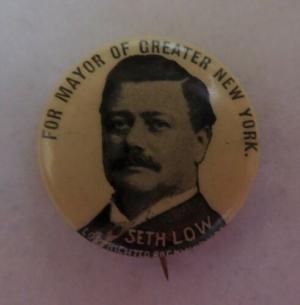 FOR MAYOR OF GREATER NEW YORK.
SETH LOW